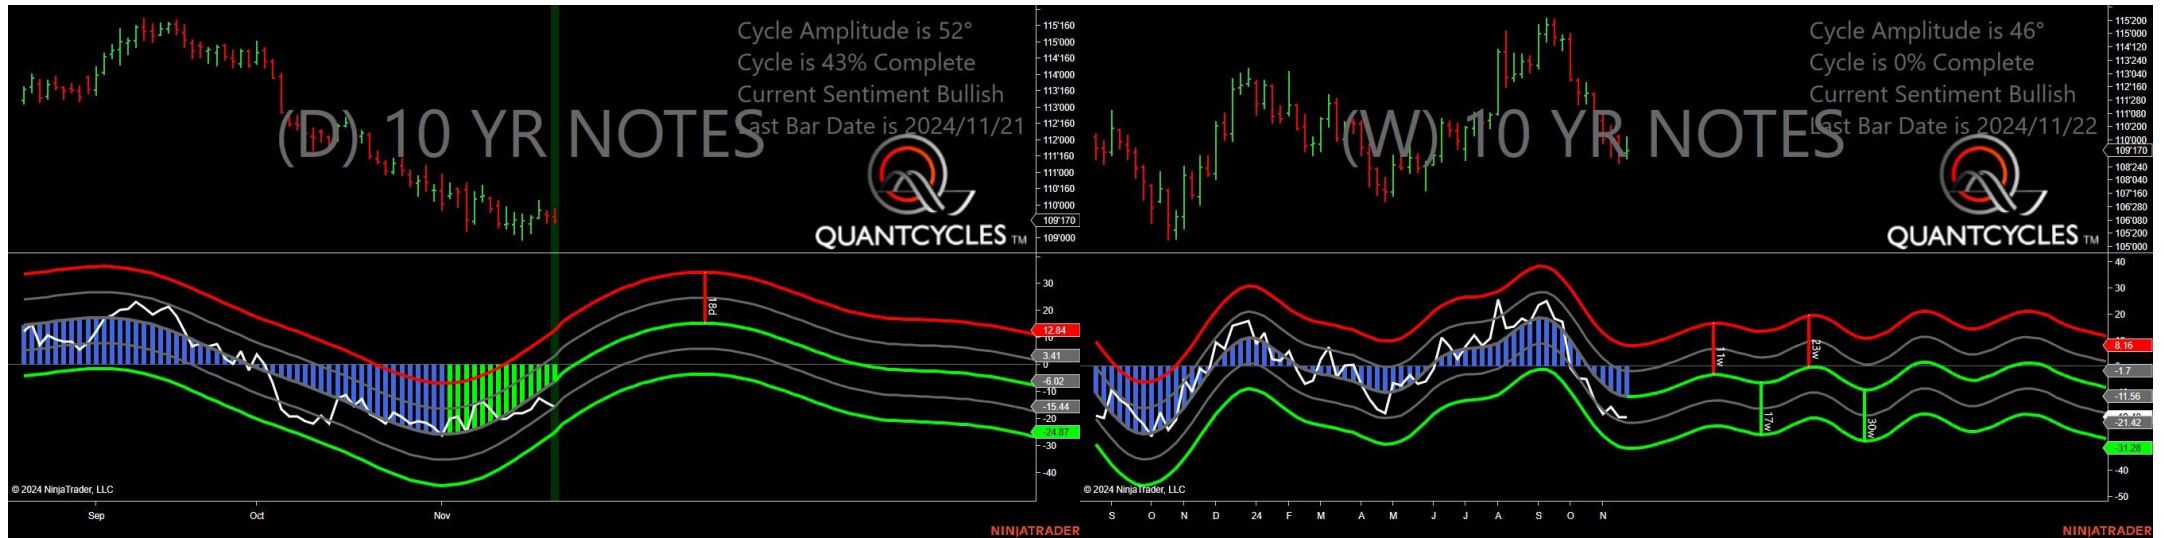 Cycle Amplitude is 52°
Cycle is 43% Complete
Current Sentiment Bullish
Last Bar Date is 2024/11/21
(D) 10 YR NOTES
QUANTCYCLES TM
115'160
115'000
114'160
114'000
113'160
113'000
112'160
112'000
111'160
111'000
110'160
110'000
109'170
109'000
30
20
12.84
10
3.41
0
-6.02
-10
-15.44
-20
-24.87
-30
-40
18d
© 2024 NinjaTrader, LLC
Sep Oct Nov
NINJATRADER
Cycle Amplitude is 46°
Cycle is 0% Complete
Current Sentiment Bullish
Last Bar Date is 2024/11/22
(W) 10 YR NOTES
QUANTCYCLES TM
115'200
115'000
114'120
113'240
113'040
112'160
111'280
110'200
110'000
109'170
108'240
108'040
107'160
106'280
106'080
105'200
105'000
40
30
20
8.16
0
-1.7
-11.56
-21.42
-31.28
-40
-50
11w
17w
23w
30w
© 2024 NinjaTrader, LLC
S O N D 24 F M A M J J A S O N
NINJATRADER